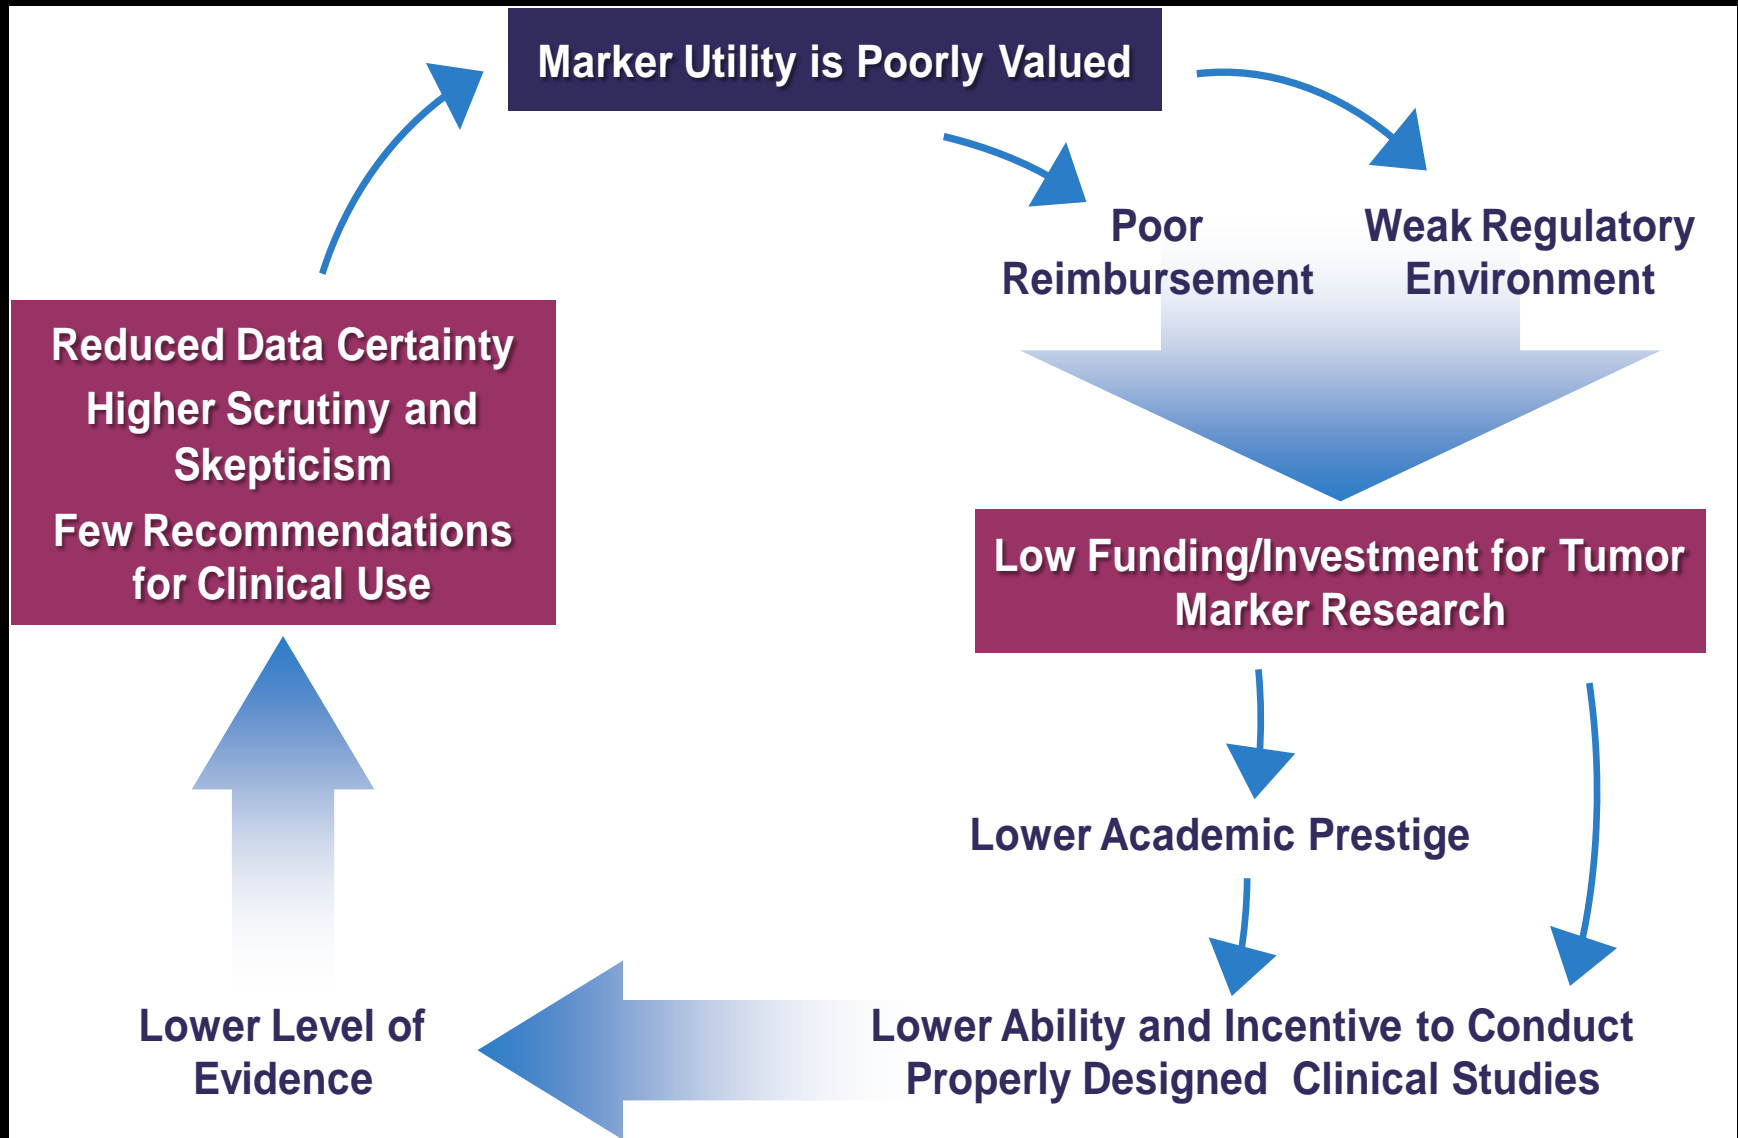 Marker Utility is Poorly Valued
Poor
Reimbursement
Weak Regulatory
Environment
Low Funding/Investment for Tumor
Marker Research
Lower Academic Prestige
Lower Ability and Incentive to Conduct
Properly Designed  Clinical Studies
Lower Level of
Evidence
Reduced Data Certainty
Higher Scrutiny and
Skepticism
Few Recommendations
for Clinical Use